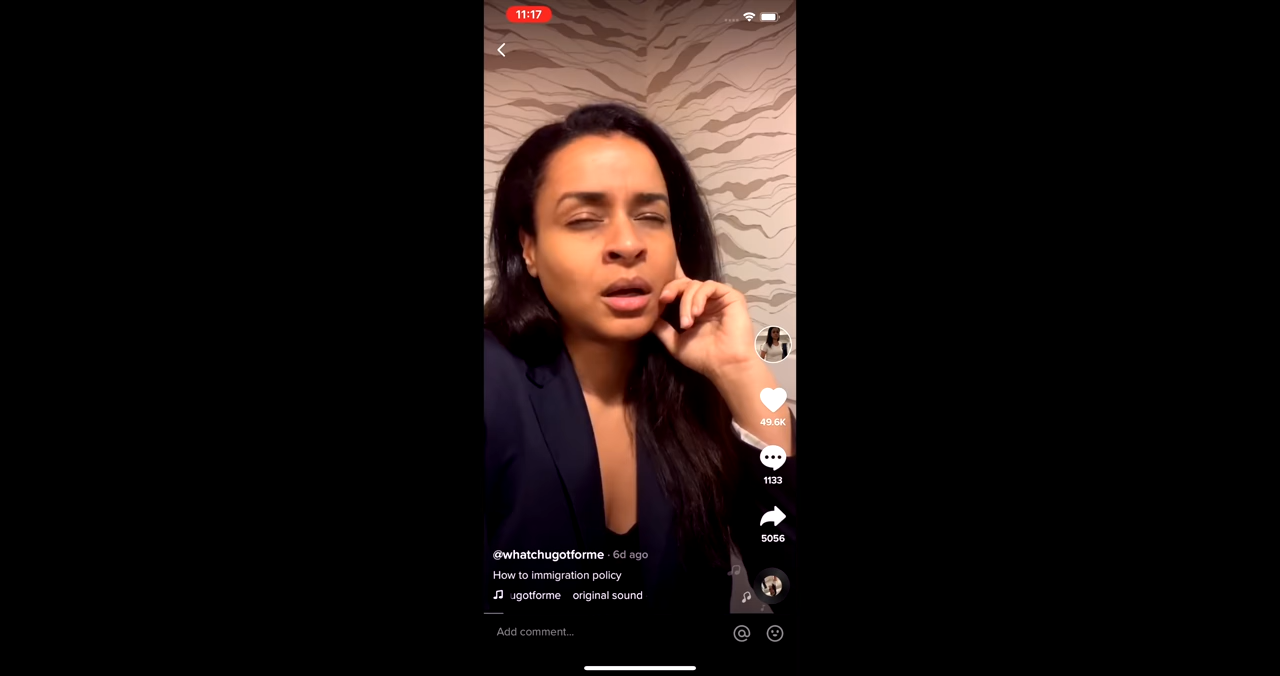 11:17
49.6K
1133
5056
@whatchugotforme · 6d ago
How to immigration policy
ugotforme original sound
Add comment...